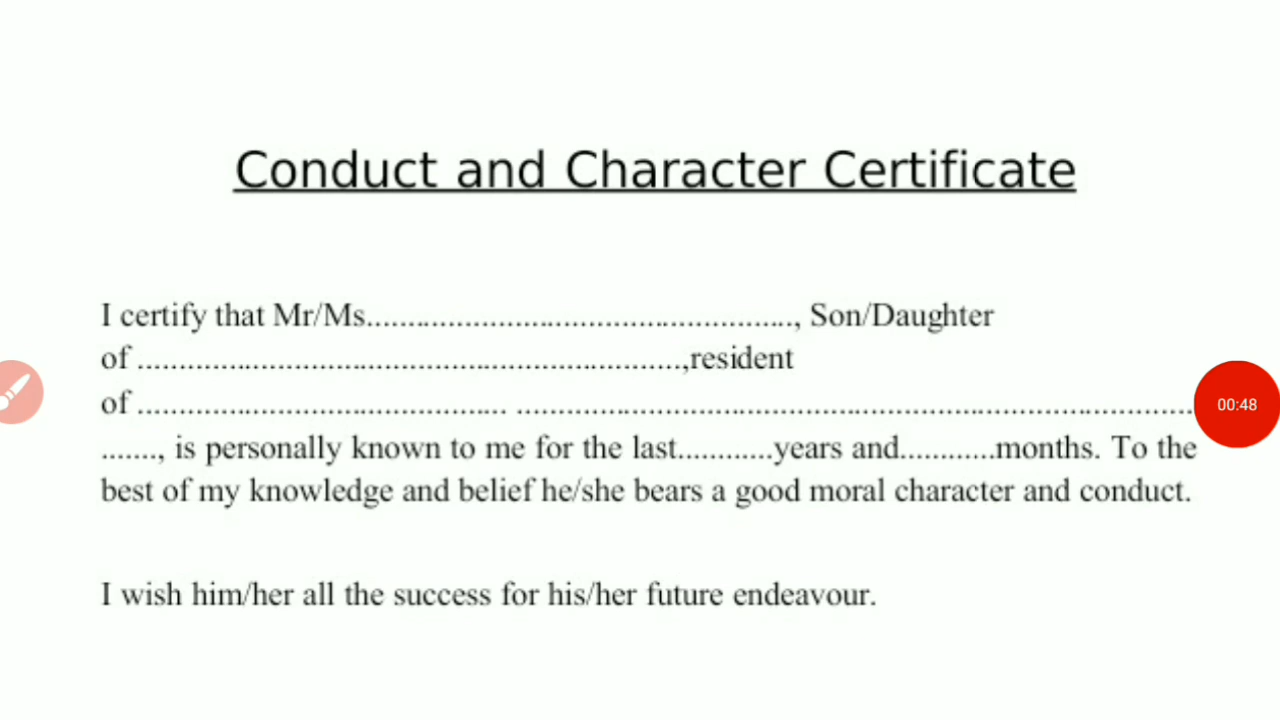 Conduct and Character Certificate
I certify that Mr/Ms...................................................., Son/Daughter
of ..................................................................,resident
of ............................................. ..................................................................................
......., is personally known to me for the last............years and............months. To the
00:48
best of my knowledge and belief he/she bears a good moral character and conduct.
I wish him/her all the success for his/her future endeavour.